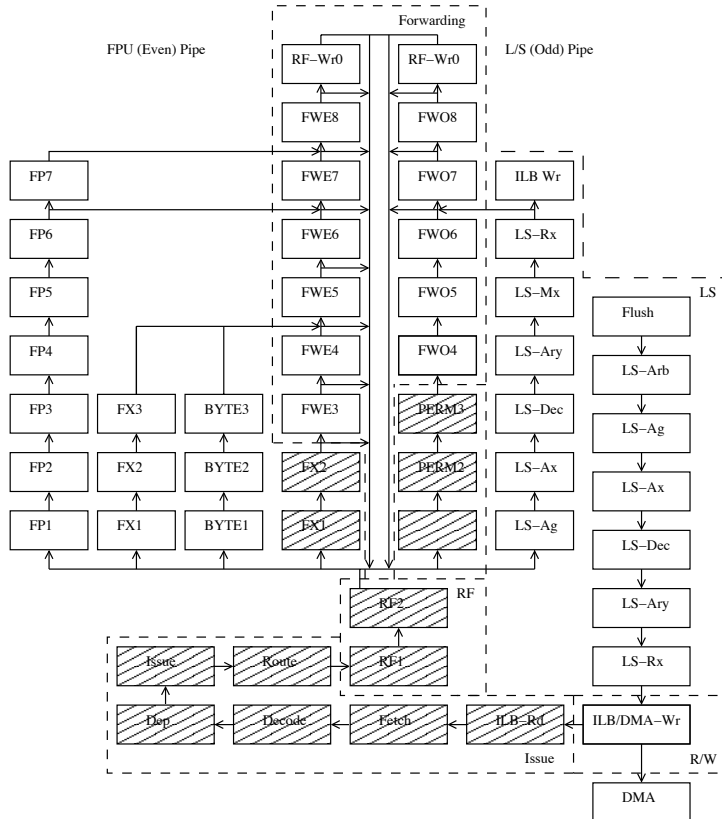 Forwarding
FPU (Even) Pipe
L/S (Odd) Pipe
RF−Wr0
RF−Wr0
FWE8
FWO8
FP7
FWE7
FWO7
ILB Wr
FP6
FWE6
FWO6
LS−Rx
FP5
FWE5
FWO5
LS−Mx
LS
Flush
FP4
FWE4
FWO4
LS−Ary
LS−Arb
FP3
FX3
BYTE3
FWE3
PERM3
LS−Dec
LS−Ag
FP2
FX2
BYTE2
FX2
PERM2
LS−Ax
LS−Ax
FP1
FX1
BYTE1
FX1
LS−Ag
LS−Dec
RF2
RF
LS−Ary
Issue
Route
RF1
LS−Rx
Dep
Decode
Fetch
ILB−Rd
ILB/DMA−Wr
Issue
R/W
DMA